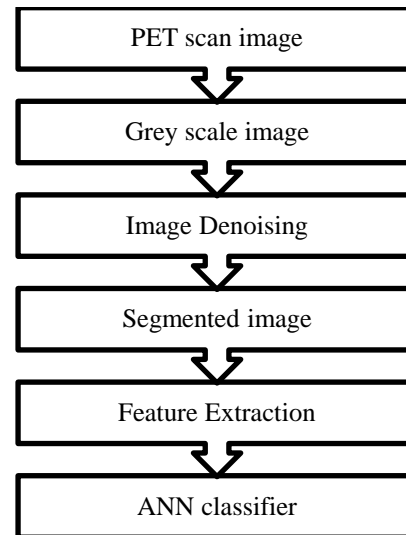 PET scan image
Grey scale image
Image Denoising
Segmented image
Feature Extraction
ANN classifier